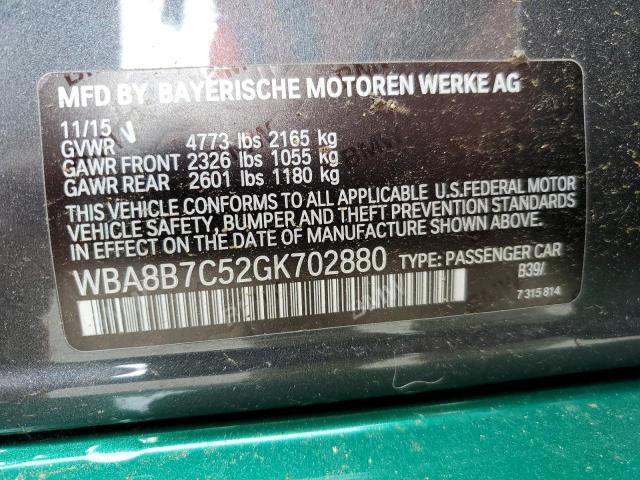 MFD BY BAYERISCHE MOTOREN WERKE AG
11/15
GVWR 4773 lbs 2165 kg
GAWR FRONT 2326 lbs 1055 kg
GAWR REAR 2601 lbs 1180 kg
THIS VEHICLE CONFORMS TO ALL APPLICABLE U.S.FEDERAL MOTOR
VEHICLE SAFETY, BUMPER AND THEFT PREVENTION STANDARDS
IN EFFECT ON THE DATE OF MANUFACTURE SHOWN ABOVE.
WBA8B7C52GK702880 TYPE: PASSENGER CAR
B39/
7 315 814